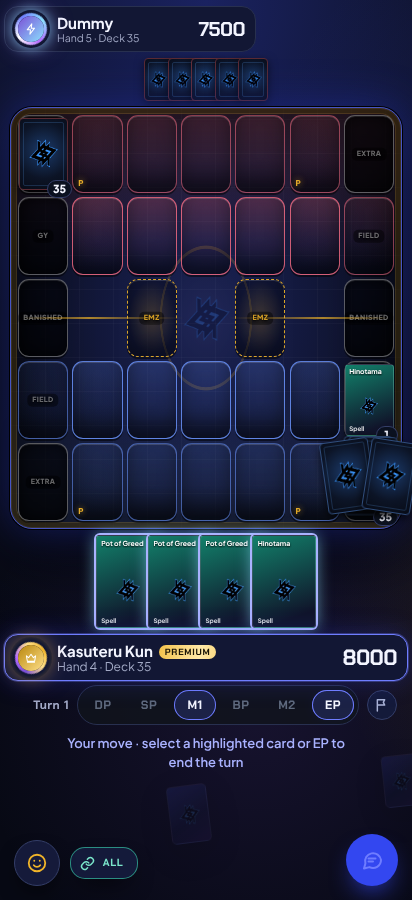 Dummy
Hand 5 · Deck 35
7500
35
P
P
EXTRA
GY
FIELD
BANISHED
EMZ
EMZ
BANISHED
FIELD
Hinotama
Spell
1
EXTRA
P
P
35
Pot of Greed
Pot of Greed
Pot of Greed
Hinotama
Spell
Spell
Spell
Spell
Kasuteru Kun
PREMIUM
Hand 4 · Deck 35
8000
Turn 1
DP
SP
M1
BP
M2
EP
Your move · select a highlighted card or EP to
end the turn
ALL